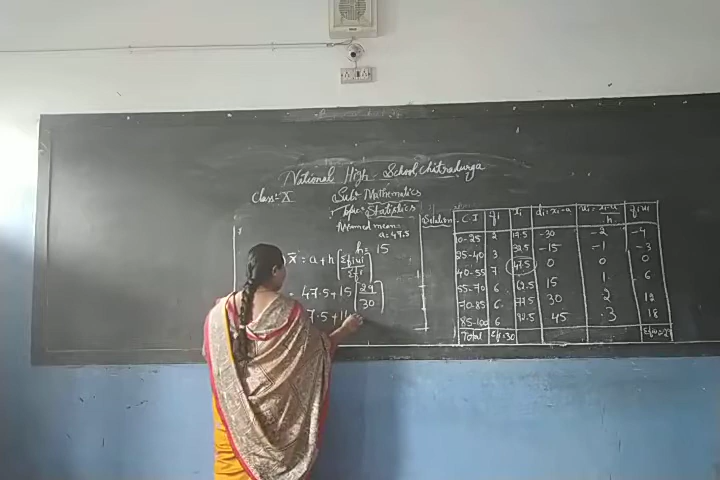 National High School, Chitradurga
Class:- X Sub:- Mathematics
Topic:- Statistics
Assumed mean:-
a = 47.5
h = 15
x̄ = a + h [Σfiui / Σfi]
47.5 + 15 [29 / 30]
7.5 + 14
Solution
C.I fi xi di = xi - a ui = xi - a / h fiui
10-25 2 17.5 -30 -2 -4
25-40 3 32.5 -15 -1 -3
40-55 7 47.5 0 0 0
55-70 6 62.5 15 1 6
70-85 6 77.5 30 2 12
85-100 6 92.5 45 3 18
Total Σfi = 30 Σfiui = 29